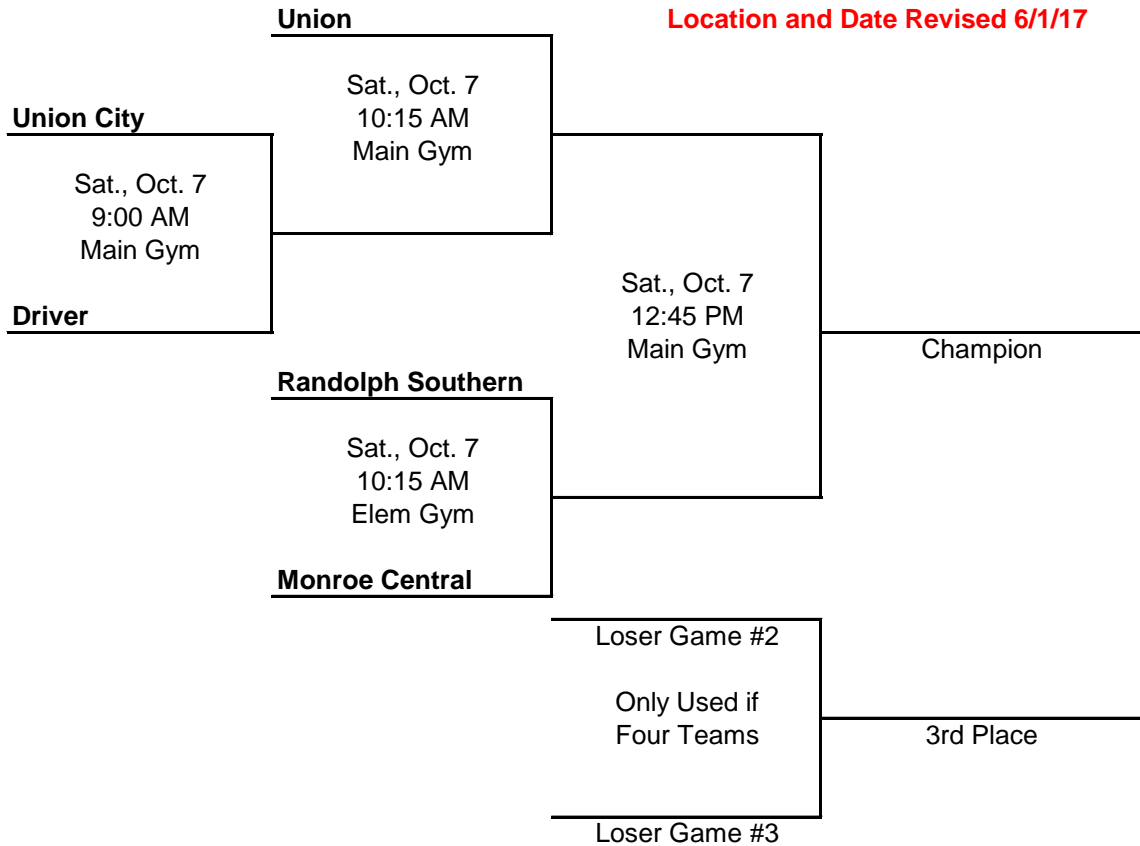 Union
Location and Date Revised 6/1/17
Sat., Oct. 7
10:15 AM
Main Gym
Union City
Sat., Oct. 7
9:00 AM
Main Gym
Driver
Sat., Oct. 7
12:45 PM
Main Gym
Champion
Randolph Southern
Sat., Oct. 7
10:15 AM
Elem Gym
Monroe Central
Loser Game #2
Only Used if
Four Teams
3rd Place
Loser Game #3